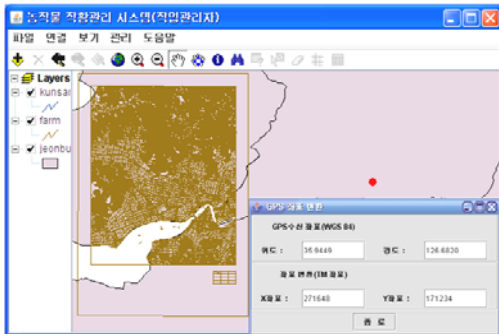 농작물 작황관리 시스템(작업관리자)
파일 연결 보기 관리 도움말
Layers
kunsan
farm
jeonbu
GPS 좌표 변환
GPS수신 좌표(WGS 84)
위도 : 35.9449 경도 : 126.6820
좌표 변환(TM 좌표)
X좌표 : 271648 Y좌표 : 171234
종 료